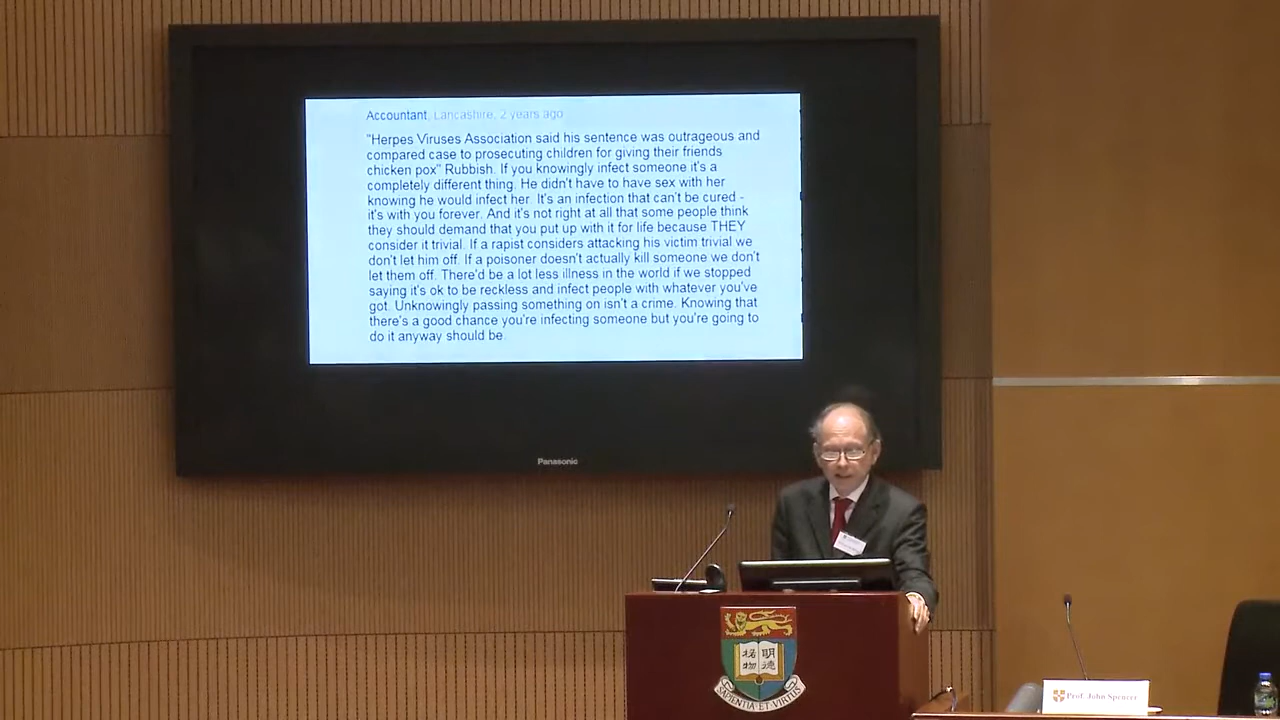 Accountant, Lancashire, 2 years ago
"Herpes Viruses Association said his sentence was outrageous and
compared case to prosecuting children for giving their friends
chicken pox" Rubbish. If you knowingly infect someone it's a
completely different thing. He didn't have to have sex with her
knowing he would infect her. It's an infection that can't be cured -
it's with you forever. And it's not right at all that some people think
they should demand that you put up with it for life because THEY
consider it trivial. If a rapist considers attacking his victim trivial we
don't let him off. If a poisoner doesn't actually kill someone we don't
let them off. There'd be a lot less illness in the world if we stopped
saying it's ok to be reckless and infect people with whatever you've
got. Unknowingly passing something on isn't a crime. Knowing that
there's a good chance you're infecting someone but you're going to
do it anyway should be.
Panasonic
格明
物德
SAPIENTIA·ET·VIRTUS
Prof. John Spencer